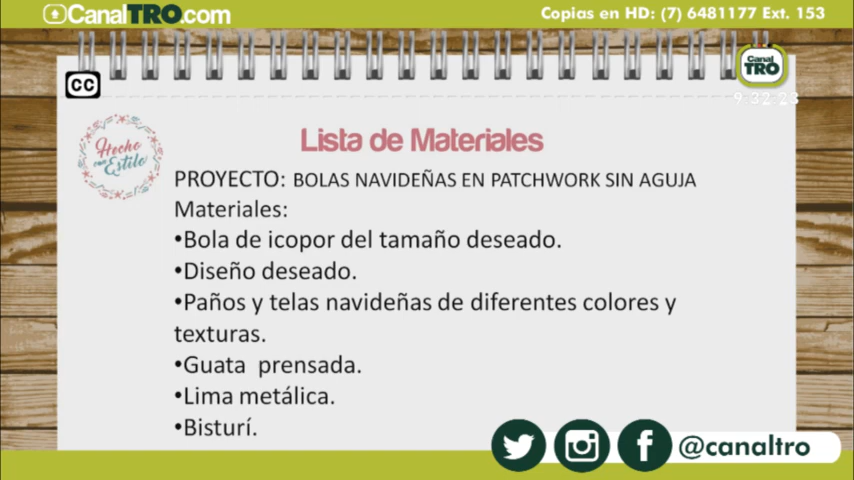 CanalTRO.com
Copias en HD: (7) 6481177 Ext. 153
CC
Canal
TRO
9:32:23
Lista de Materiales
Hecho
con Estilo
PROYECTO: BOLAS NAVIDEÑAS EN PATCHWORK SIN AGUJA
Materiales:
•Bola de icopor del tamaño deseado.
•Diseño deseado.
•Paños y telas navideñas de diferentes colores y
texturas.
•Guata  prensada.
•Lima metálica.
•Bisturí.
@canaltro